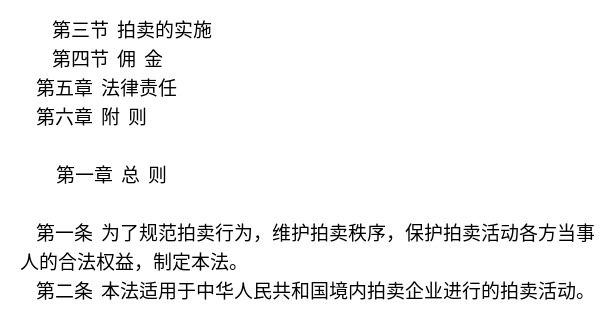 第三节 拍卖的实施
第四节 佣 金
第五章 法律责任
第六章 附 则
第一章 总 则
第一条 为了规范拍卖行为，维护拍卖秩序，保护拍卖活动各方当事
人的合法权益，制定本法。
第二条 本法适用于中华人民共和国境内拍卖企业进行的拍卖活动。